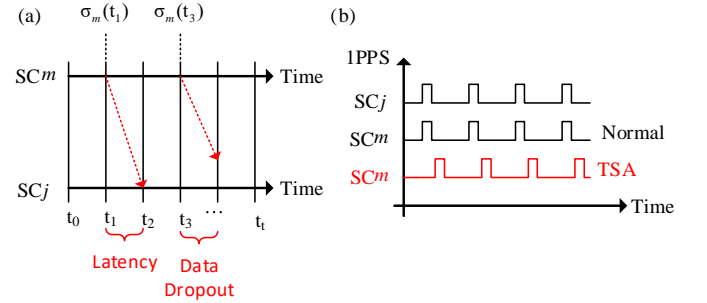 (a)
σm(t1)
σm(t3)
SCm
Time
SCj
Time
t0
t1
t2
t3
...
tt
Latency
Data
Dropout
(b)
1PPS
SCj
SCm
Normal
SCm
TSA
Time